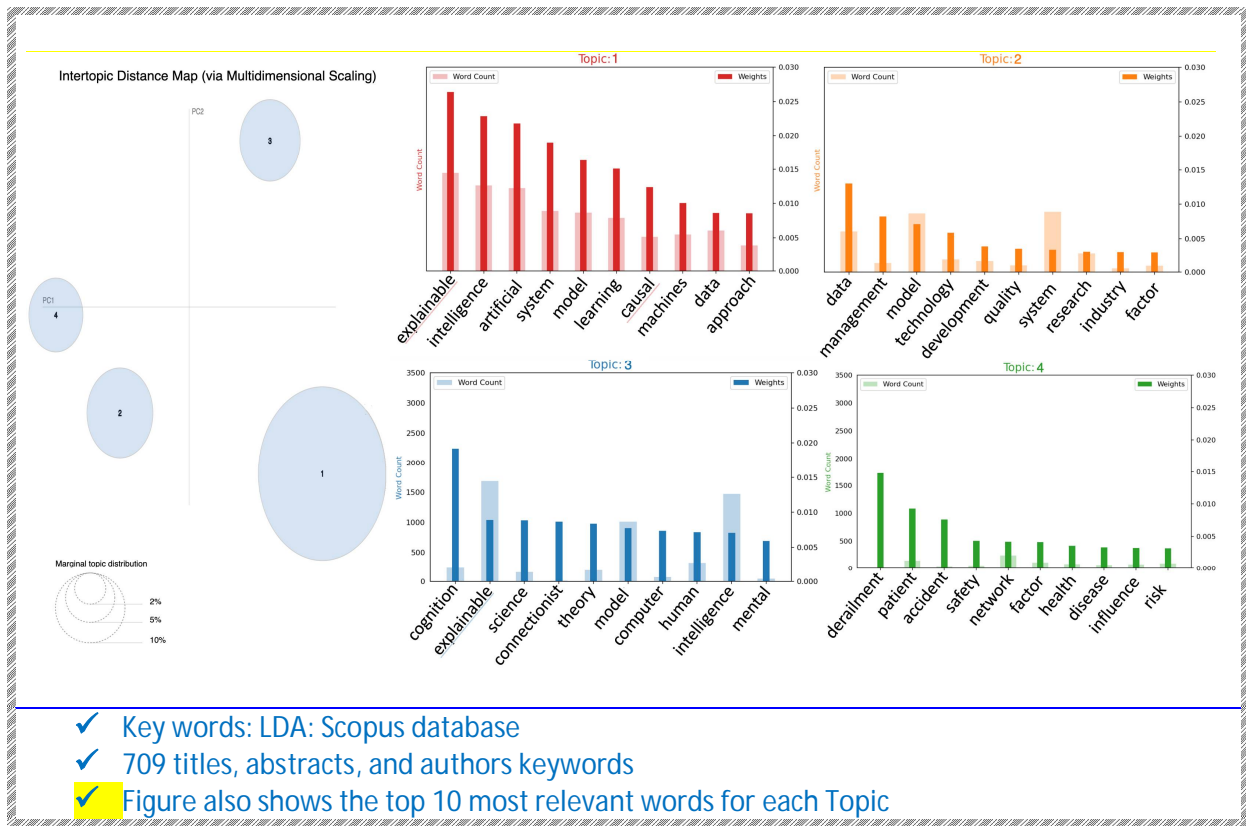 Intertopic Distance Map (via Multidimensional Scaling)
PC2
3
PC1
4
2
1
Marginal topic distribution
2%
5%
10%
Topic: 1
Word Count
Weights
0.030
0.025
0.020
0.015
0.010
0.005
0.000
Word Count
explainable
intelligence
artificial
system
model
learning
causal
machines
data
approach
Topic: 2
Word Count
Weights
0.030
0.025
0.020
0.015
0.010
0.005
0.000
Word Count
data
management
model
technology
development
quality
system
research
industry
factor
Topic: 3
3500
3000
2500
2000
1500
1000
500
0
Word Count
Word Count
Weights
0.030
0.025
0.020
0.015
0.010
0.005
0.000
cognition
explainable
science
connectionist
theory
model
computer
human
intelligence
mental
Topic: 4
3500
3000
2500
2000
1500
1000
500
0
Word Count
Word Count
Weights
0.030
0.025
0.020
0.015
0.010
0.005
0.000
derailment
patient
accident
safety
network
factor
health
disease
influence
risk
✓ Key words: LDA: Scopus database
✓ 709 titles, abstracts, and authors keywords
✓ Figure also shows the top 10 most relevant words for each Topic